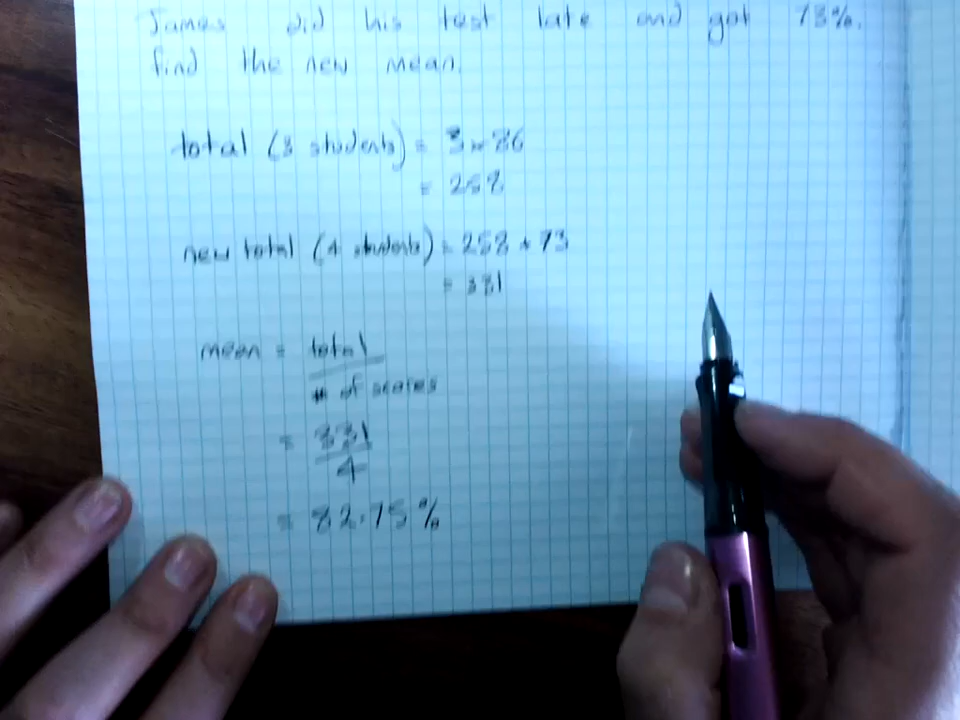 James did his test late and got 73%.
find the new mean.
total (3 students) = 3 × 86
= 258
new total (4 students) = 258 + 73
= 331
mean = total
# of scores
= 331
4
= 82.75 %